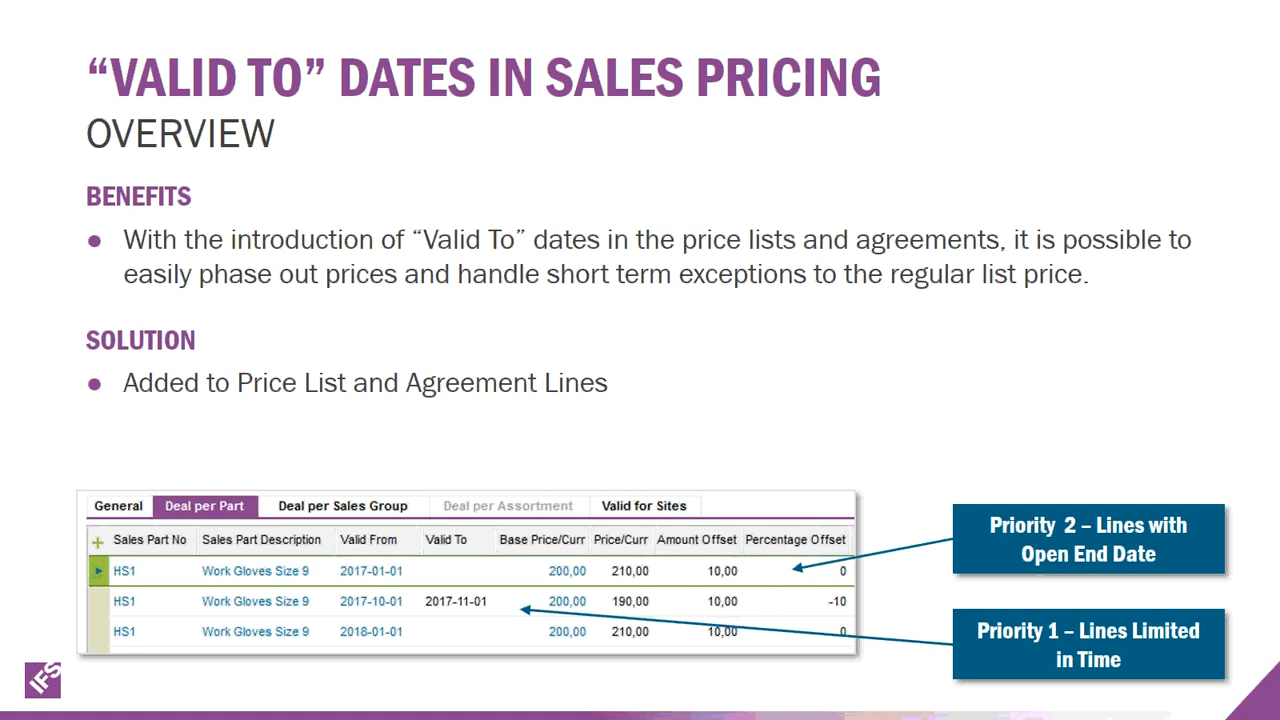 “VALID TO” DATES IN SALES PRICING
OVERVIEW
BENEFITS
● With the introduction of “Valid To” dates in the price lists and agreements, it is possible to
easily phase out prices and handle short term exceptions to the regular list price.
SOLUTION
● Added to Price List and Agreement Lines
General Deal per Part Deal per Sales Group Deal per Assortment Valid for Sites
Sales Part No Sales Part Description Valid From Valid To Base Price/Curr Price/Curr Amount Offset Percentage Offset
HS1 Work Gloves Size 9 2017-01-01 200,00 210,00 10,00 0
HS1 Work Gloves Size 9 2017-10-01 2017-11-01 200,00 190,00 10,00 -10
HS1 Work Gloves Size 9 2018-01-01 200,00 210,00 10,00 0
Priority 2 – Lines with
Open End Date
Priority 1 – Lines Limited
in Time
IFS